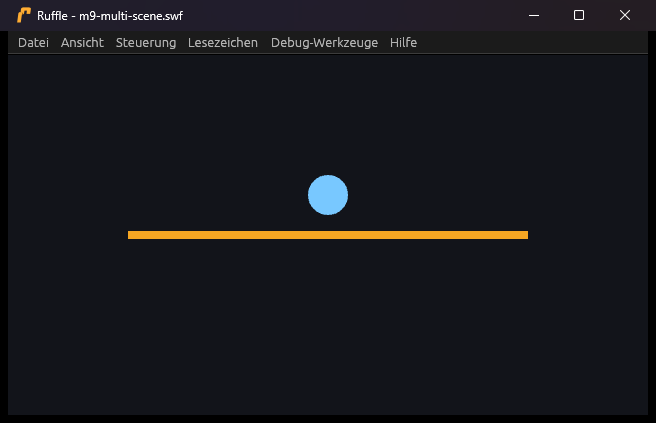 Ruffle - m9-multi-scene.swf
Datei Ansicht Steuerung Lesezeichen Debug-Werkzeuge Hilfe